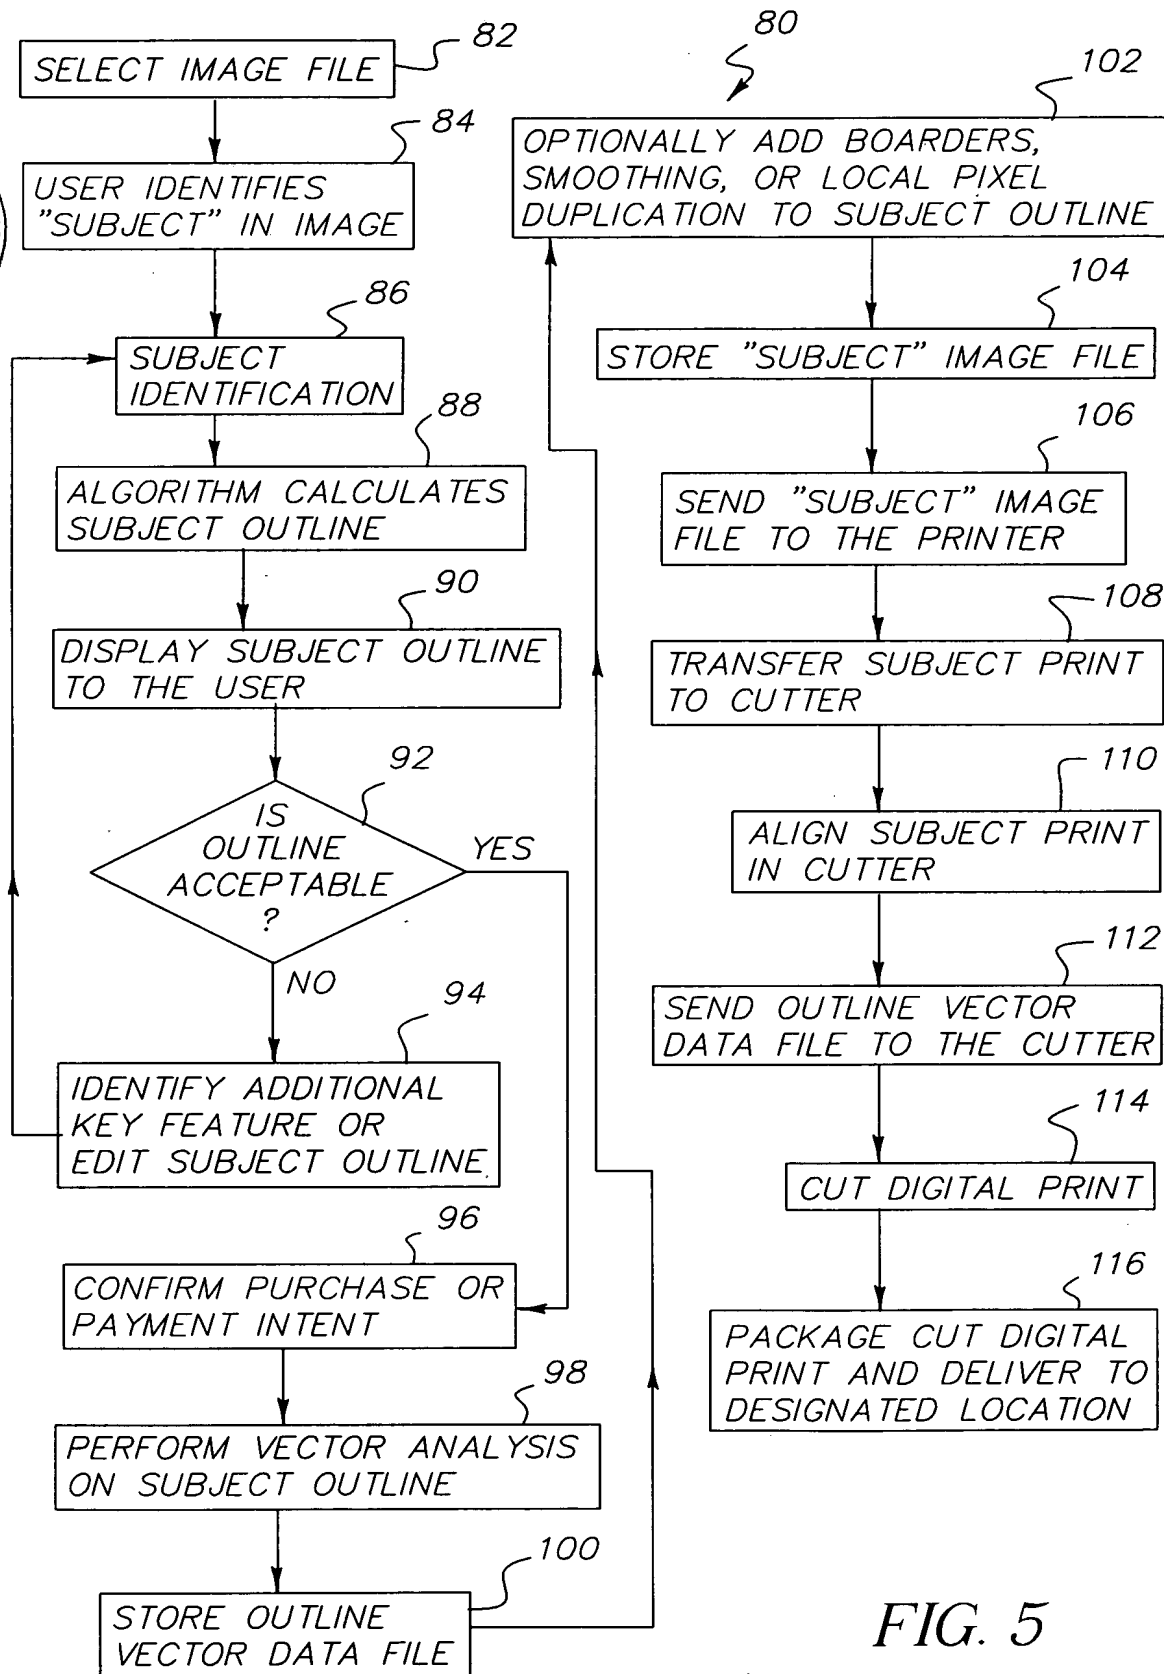 82
SELECT IMAGE FILE
84
USER IDENTIFIES
"SUBJECT" IN IMAGE
86
SUBJECT
IDENTIFICATION
88
ALGORITHM CALCULATES
SUBJECT OUTLINE
90
DISPLAY SUBJECT OUTLINE
TO THE USER
92
IS
OUTLINE
ACCEPTABLE
?
YES
NO
94
IDENTIFY ADDITIONAL
KEY FEATURE OR
EDIT SUBJECT OUTLINE
96
CONFIRM PURCHASE OR
PAYMENT INTENT
98
PERFORM VECTOR ANALYSIS
ON SUBJECT OUTLINE
100
STORE OUTLINE
VECTOR DATA FILE
80
102
OPTIONALLY ADD BOARDERS,
SMOOTHING, OR LOCAL PIXEL
DUPLICATION TO SUBJECT OUTLINE
104
STORE "SUBJECT" IMAGE FILE
106
SEND "SUBJECT" IMAGE
FILE TO THE PRINTER
108
TRANSFER SUBJECT PRINT
TO CUTTER
110
ALIGN SUBJECT PRINT
IN CUTTER
112
SEND OUTLINE VECTOR
DATA FILE TO THE CUTTER
114
CUT DIGITAL PRINT
116
PACKAGE CUT DIGITAL
PRINT AND DELIVER TO
DESIGNATED LOCATION
FIG. 5